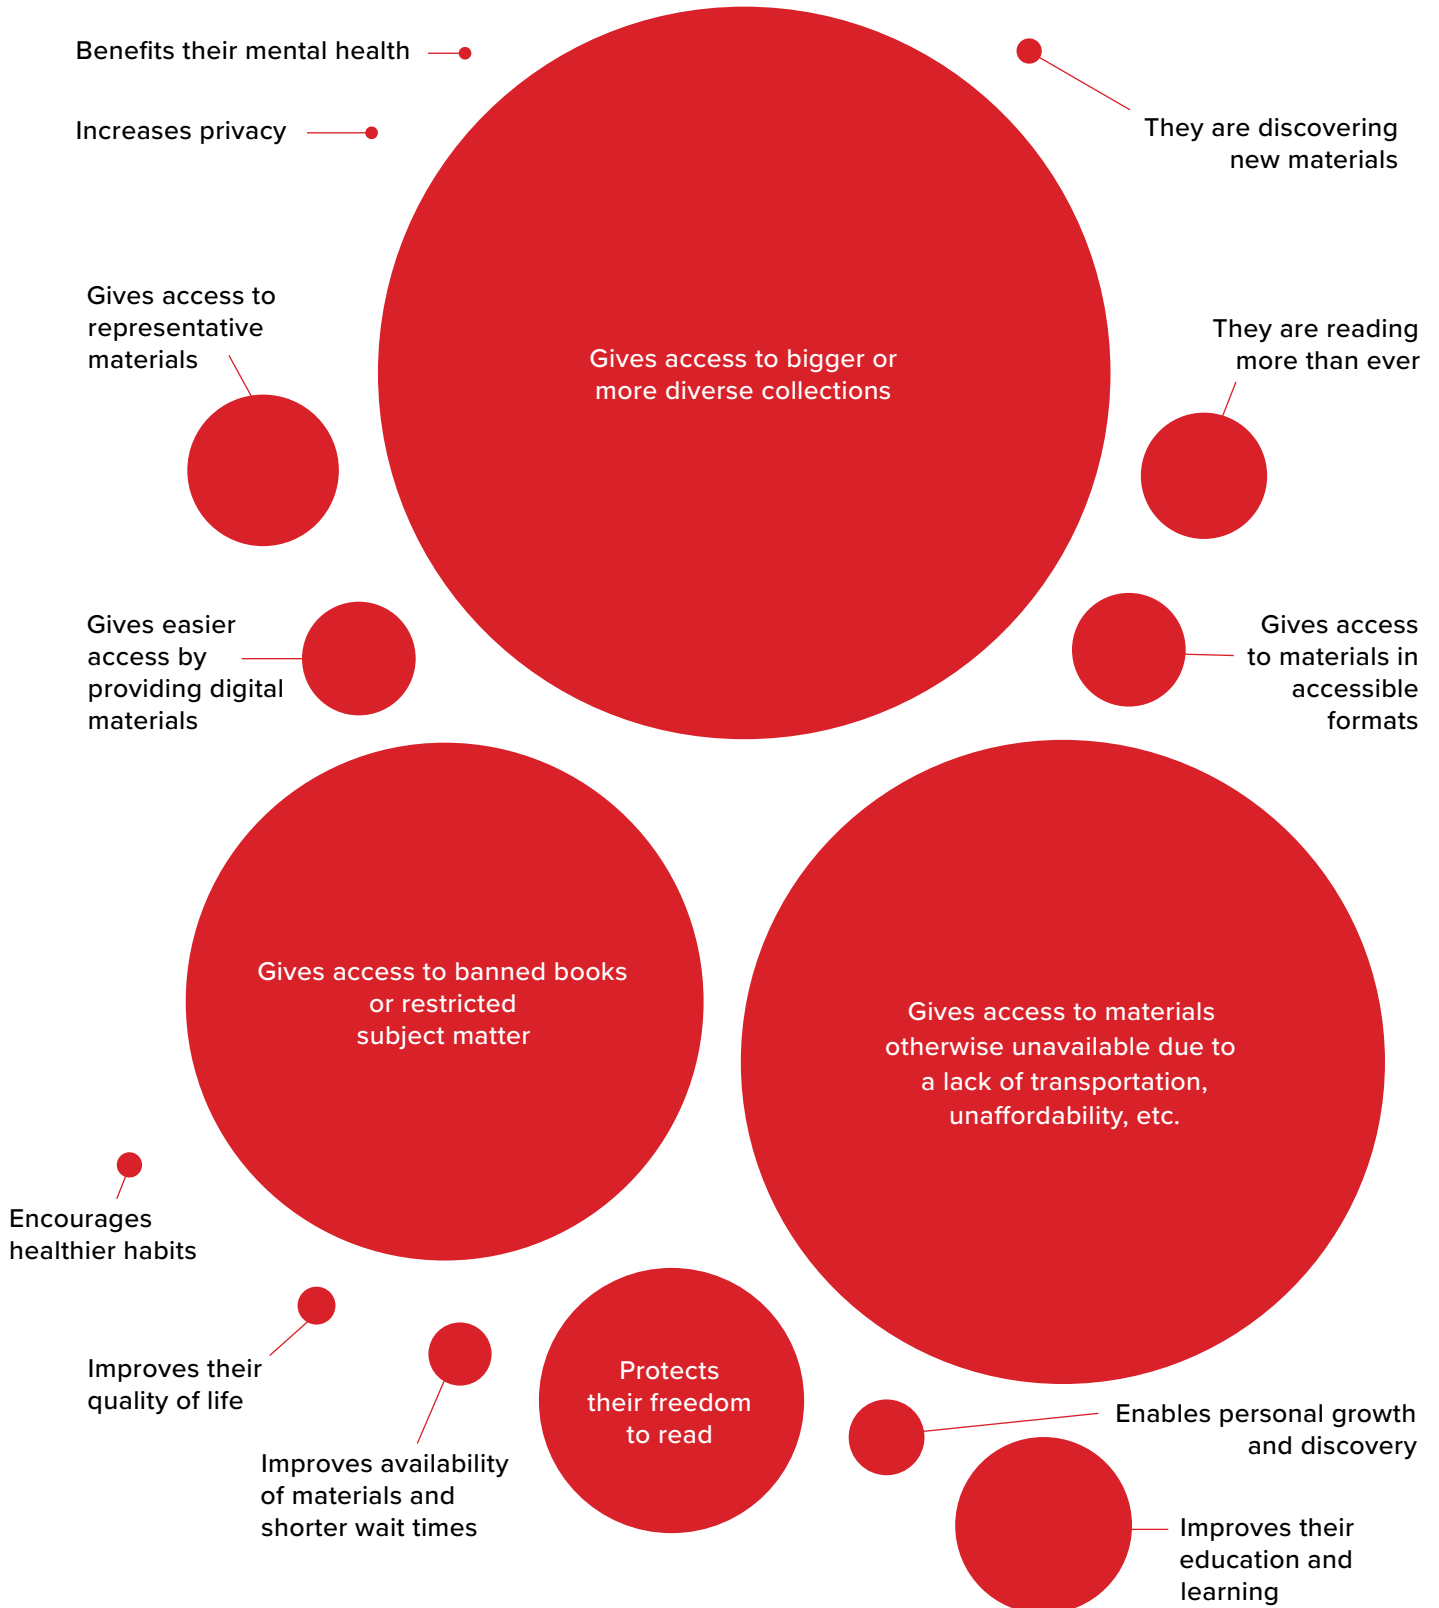 Benefits their mental health
Increases privacy
They are discovering
new materials
Gives access to
representative
materials
Gives access to bigger or
more diverse collections
They are reading
more than ever
Gives easier
access by
providing digital
materials
Gives access
to materials in
accessible
formats
Gives access to banned books
or restricted
subject matter
Gives access to materials
otherwise unavailable due to
a lack of transportation,
unaffordability, etc.
Encourages
healthier habits
Improves their
quality of life
Improves availability
of materials and
shorter wait times
Protects
their freedom
to read
Enables personal growth
and discovery
Improves their
education and
learning